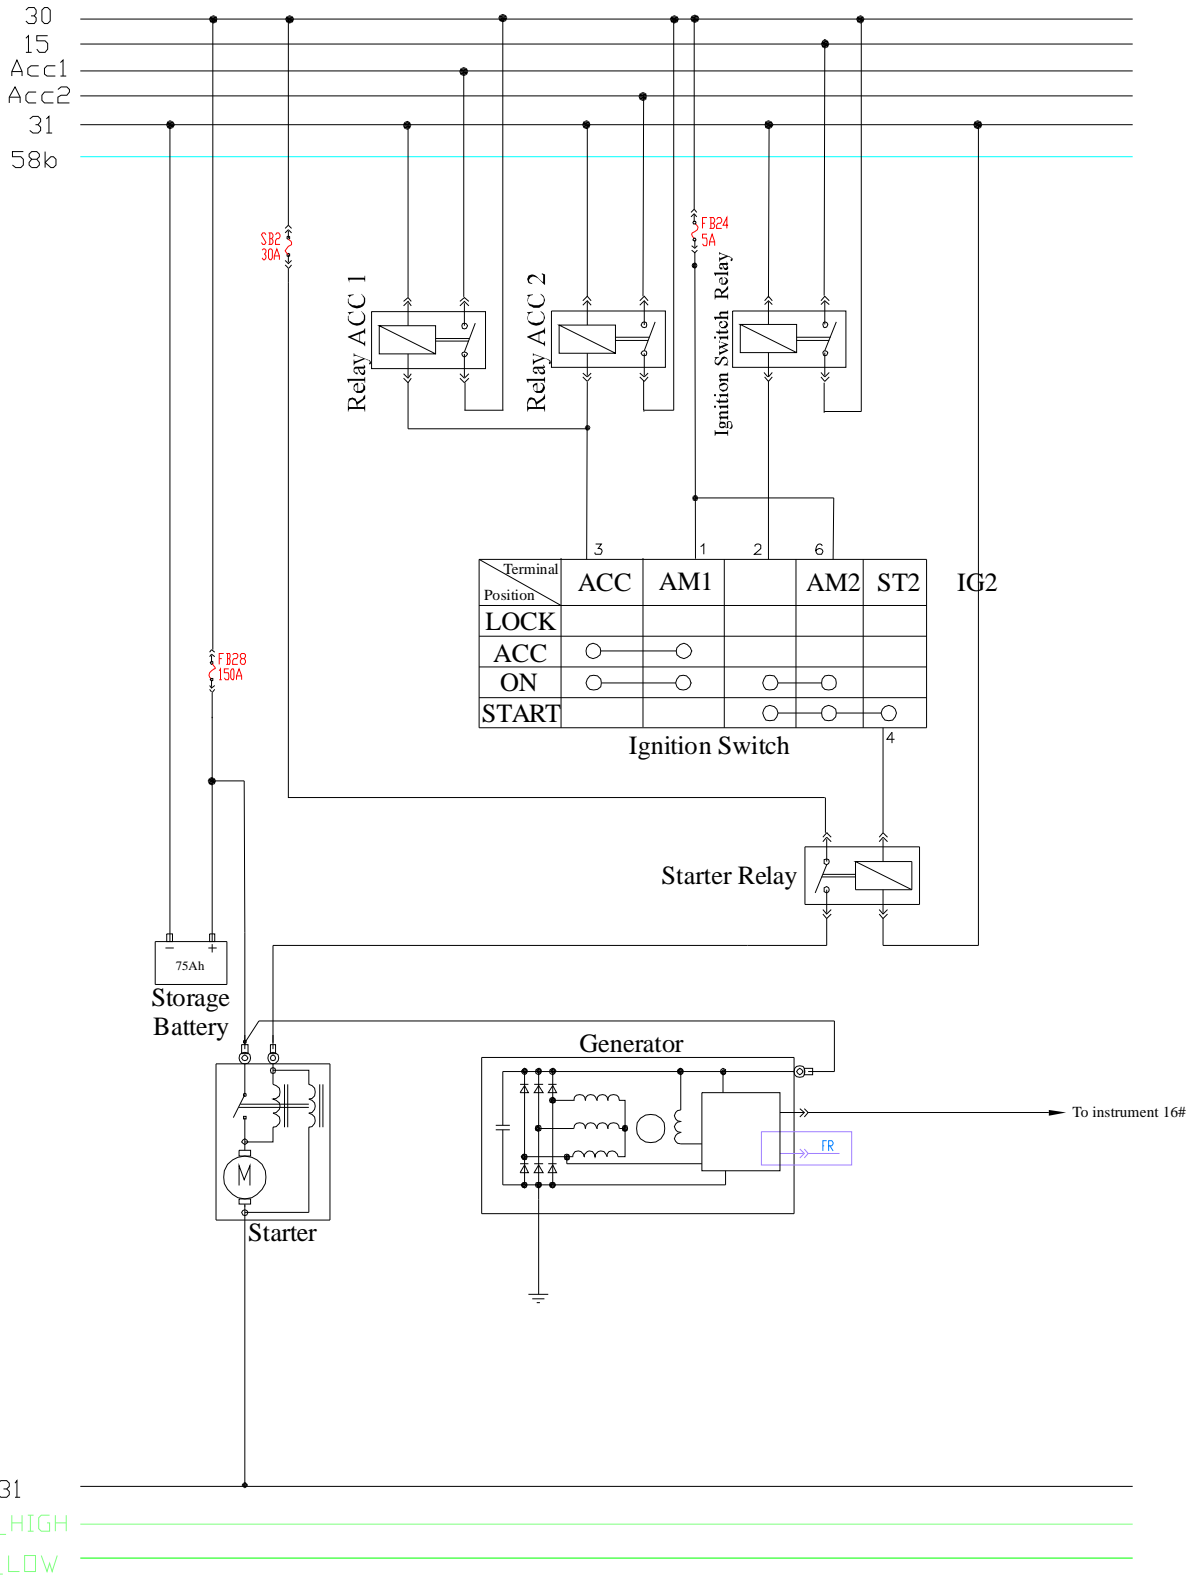 30
15
Acc1
Acc2
31
58b
SB2
30A
FB24
5A
Relay ACC 1
Relay ACC 2
Ignition Switch Relay
3
1
2
6
Terminal
Position
ACC
AM1
AM2
ST2
IG2
LOCK
ACC
ON
START
Ignition Switch
4
FB28
150A
Starter Relay
- +
75Ah
Storage
Battery
Generator
To instrument 16#
FR
M
Starter
31
_HIGH
_LOW